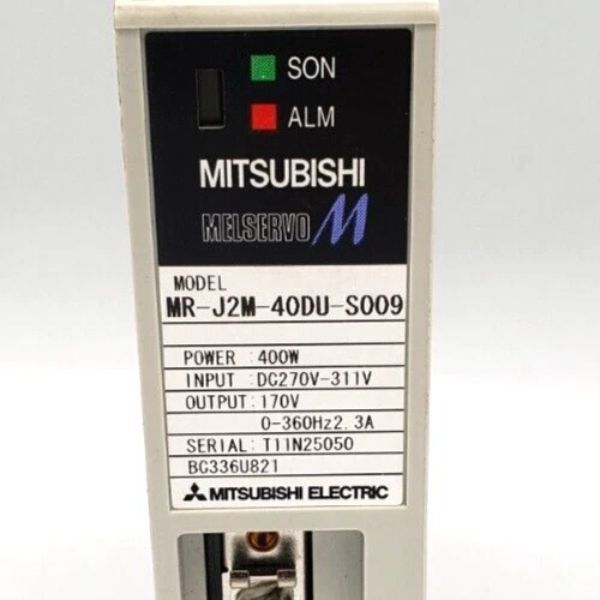 SON
ALM
MITSUBISHI
MELSERVO M
MODEL
MR-J2M-40DU-S009
POWER :400W
INPUT :DC270V-311V
OUTPUT:170V
0-360Hz2.3A
SERIAL:T11N25050
BC336U821
MITSUBISHI ELECTRIC